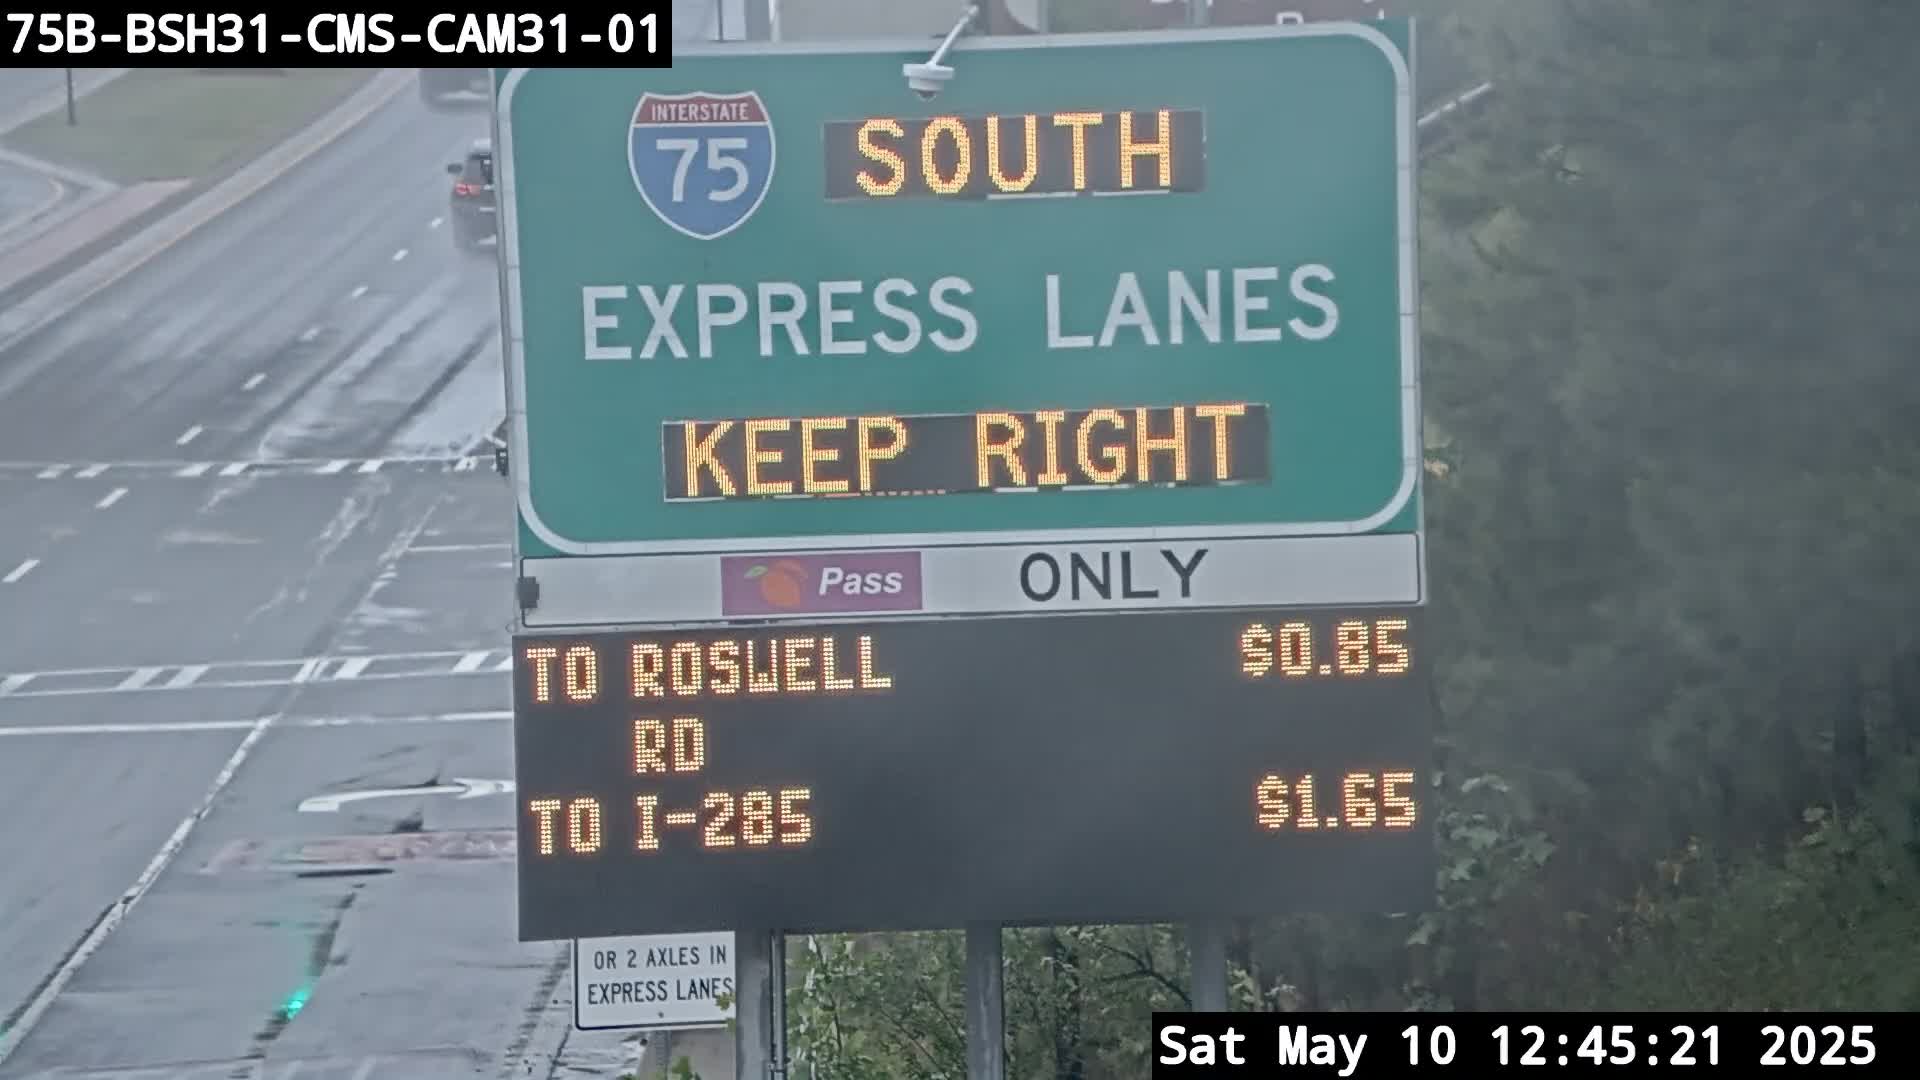 75B-BSH31-CMS-CAM31-01
INTERSTATE
75
SOUTH
EXPRESS LANES
KEEP RIGHT
Pass ONLY
TO ROSWELL $0.85
RD
TO I-285 $1.65
OR 2 AXLES IN
EXPRESS LANES
Sat May 10 12:45:21 2025